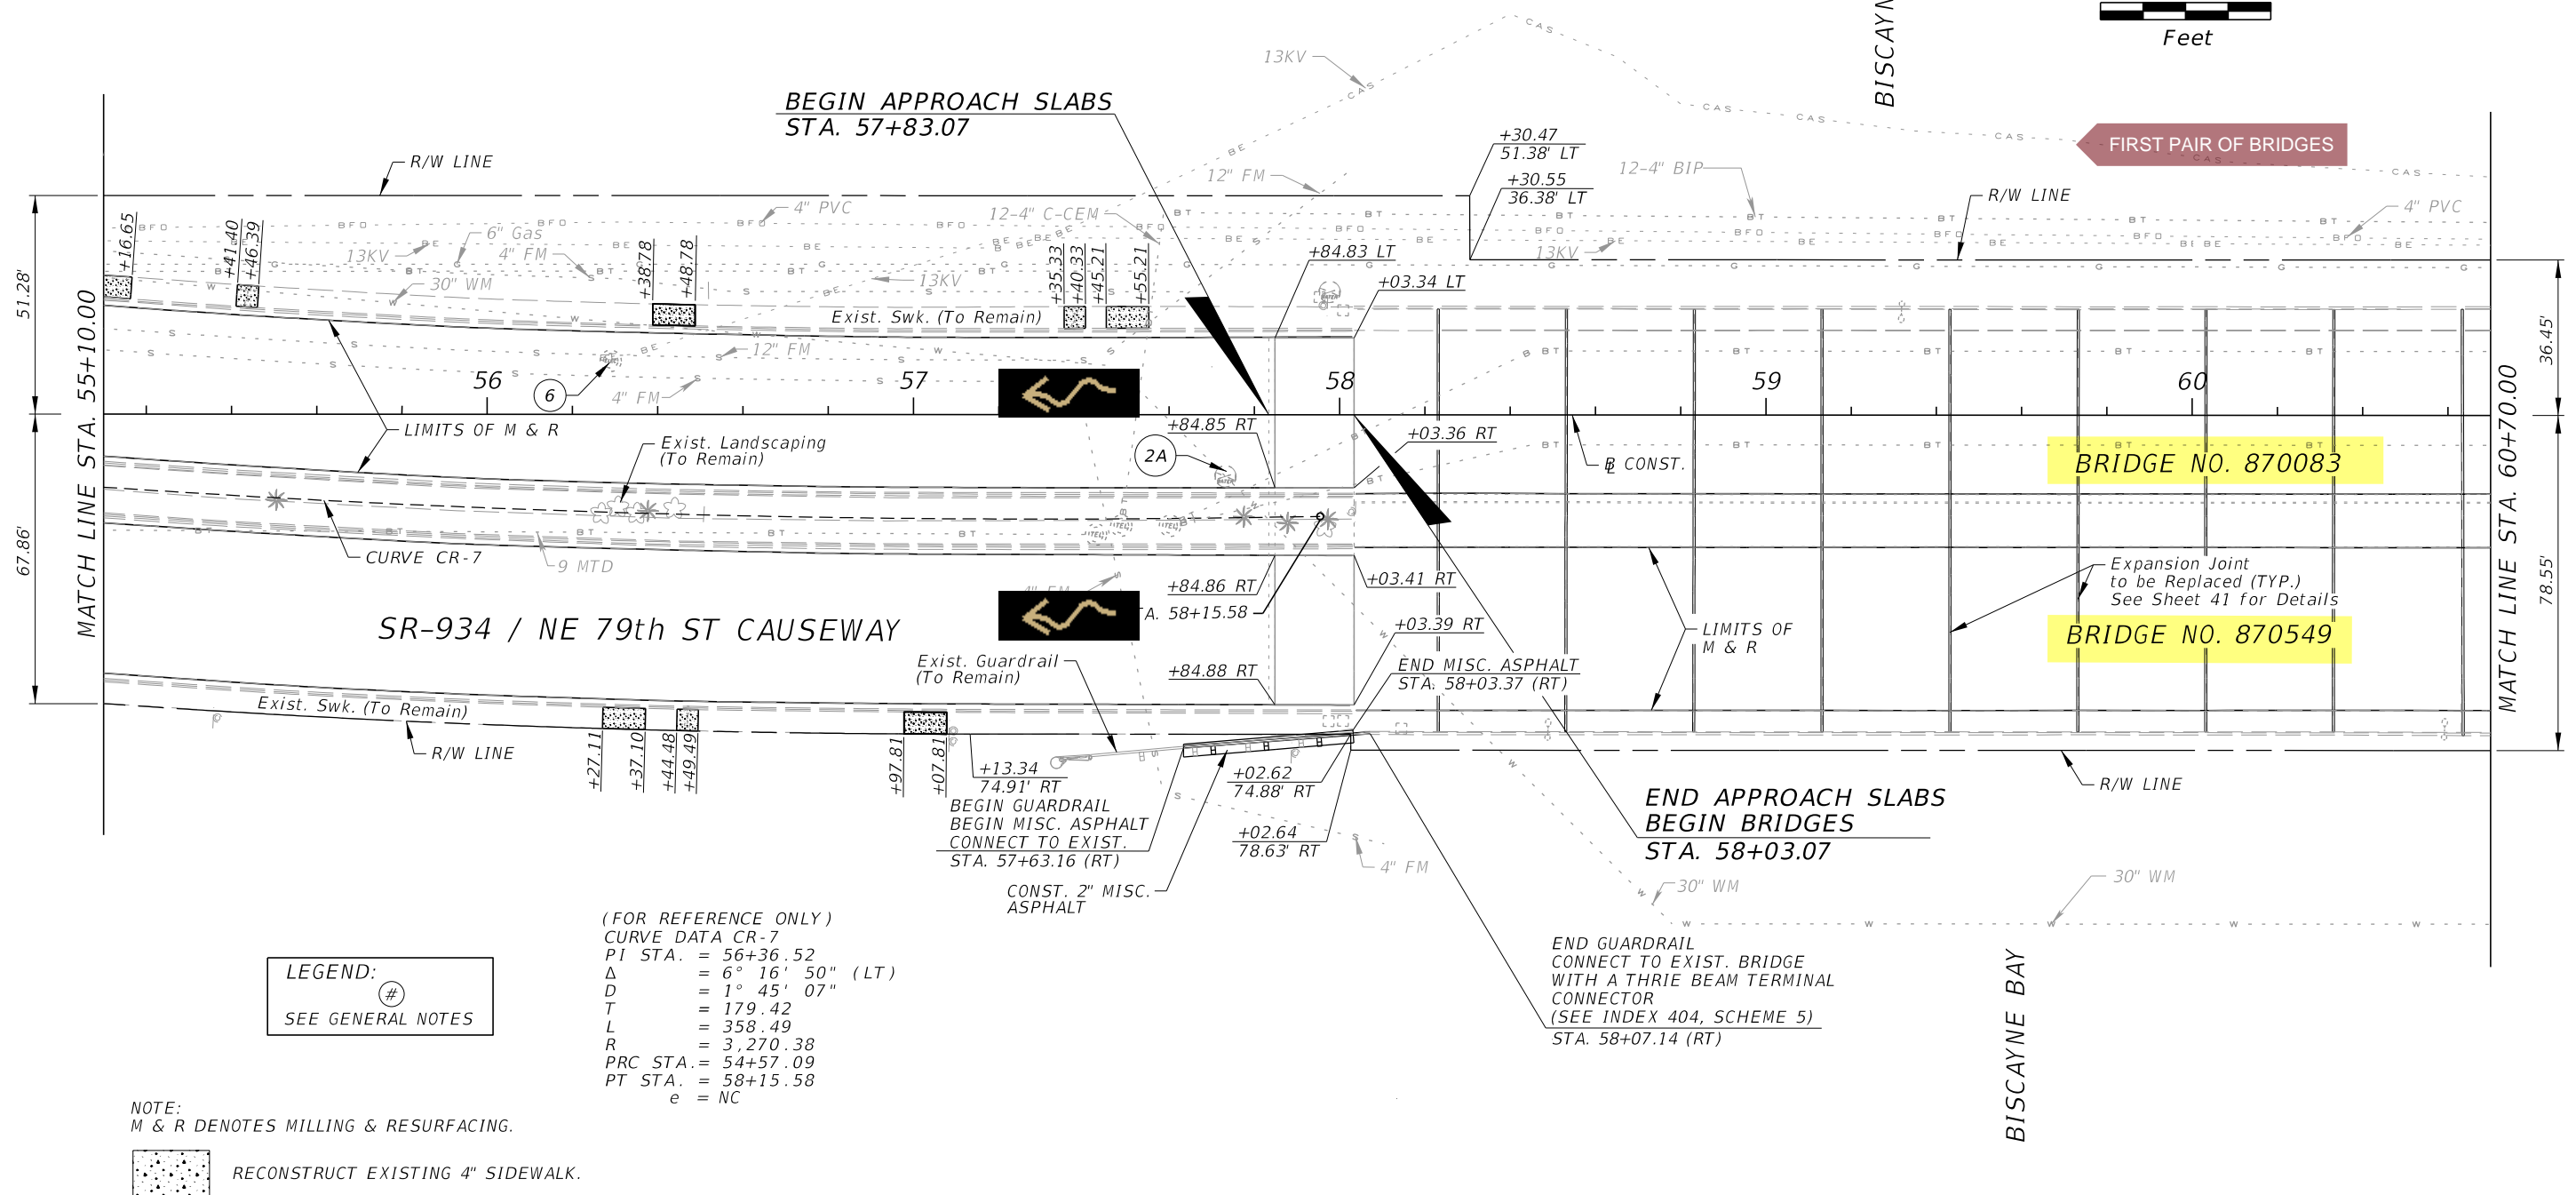 BISCAYN
Feet
FIRST PAIR OF BRIDGES
13KV
CAS
CAS
CAS
CAS
CAS
CAS
CAS
BEGIN APPROACH SLABS
STA. 57+83.07
R/W LINE
+30.47
51.38' LT
+30.55
36.38' LT
12-4" BIP
12" FM
R/W LINE
4" PVC
4" PVC
12-4" C-CEM
6" Gas
4" FM
13KV
13KV
13KV
30" WM
+16.65
+41.40
+46.39
+38.78
+48.78
+35.33
+40.33
+45.21
+55.21
+84.83 LT
+03.34 LT
Exist. Swk. (To Remain)
51.28'
36.45'
12" FM
4" FM
6
56
57
58
59
60
MATCH LINE STA. 55+10.00
MATCH LINE STA. 60+70.00
LIMITS OF M & R
Exist. Landscaping
(To Remain)
+84.85 RT
2A
+03.36 RT
B CONST.
L
BRIDGE NO. 870083
CURVE CR-7
9 MTD
67.86'
78.55'
+84.86 RT
+03.41 RT
4" FM
A. 58+15.58
Expansion Joint
to be Replaced (TYP.)
See Sheet 41 for Details
SR-934 / NE 79th ST CAUSEWAY
BRIDGE NO. 870549
+03.39 RT
LIMITS OF
M & R
Exist. Guardrail
(To Remain)
+84.88 RT
END MISC. ASPHALT
STA. 58+03.37 (RT)
Exist. Swk. (To Remain)
R/W LINE
+27.11
+37.10
+44.48
+49.49
+97.81
+07.81
+13.34
74.91' RT
+02.62
74.88' RT
+02.64
78.63' RT
BEGIN GUARDRAIL
BEGIN MISC. ASPHALT
CONNECT TO EXIST.
STA. 57+63.16 (RT)
CONST. 2" MISC.
ASPHALT
4" FM
END APPROACH SLABS
BEGIN BRIDGES
STA. 58+03.07
R/W LINE
30" WM
30" WM
(FOR REFERENCE ONLY)
CURVE DATA CR-7
PI STA. = 56+36.52
Δ = 6° 16' 50" (LT)
D = 1° 45' 07"
T = 179.42
L = 358.49
R = 3,270.38
PRC STA.= 54+57.09
PT STA. = 58+15.58
e = NC
LEGEND:
#
SEE GENERAL NOTES
END GUARDRAIL
CONNECT TO EXIST. BRIDGE
WITH A THRIE BEAM TERMINAL
CONNECTOR
(SEE INDEX 404, SCHEME 5)
STA. 58+07.14 (RT)
BISCAYNE BAY
NOTE:
M & R DENOTES MILLING & RESURFACING.
RECONSTRUCT EXISTING 4" SIDEWALK.